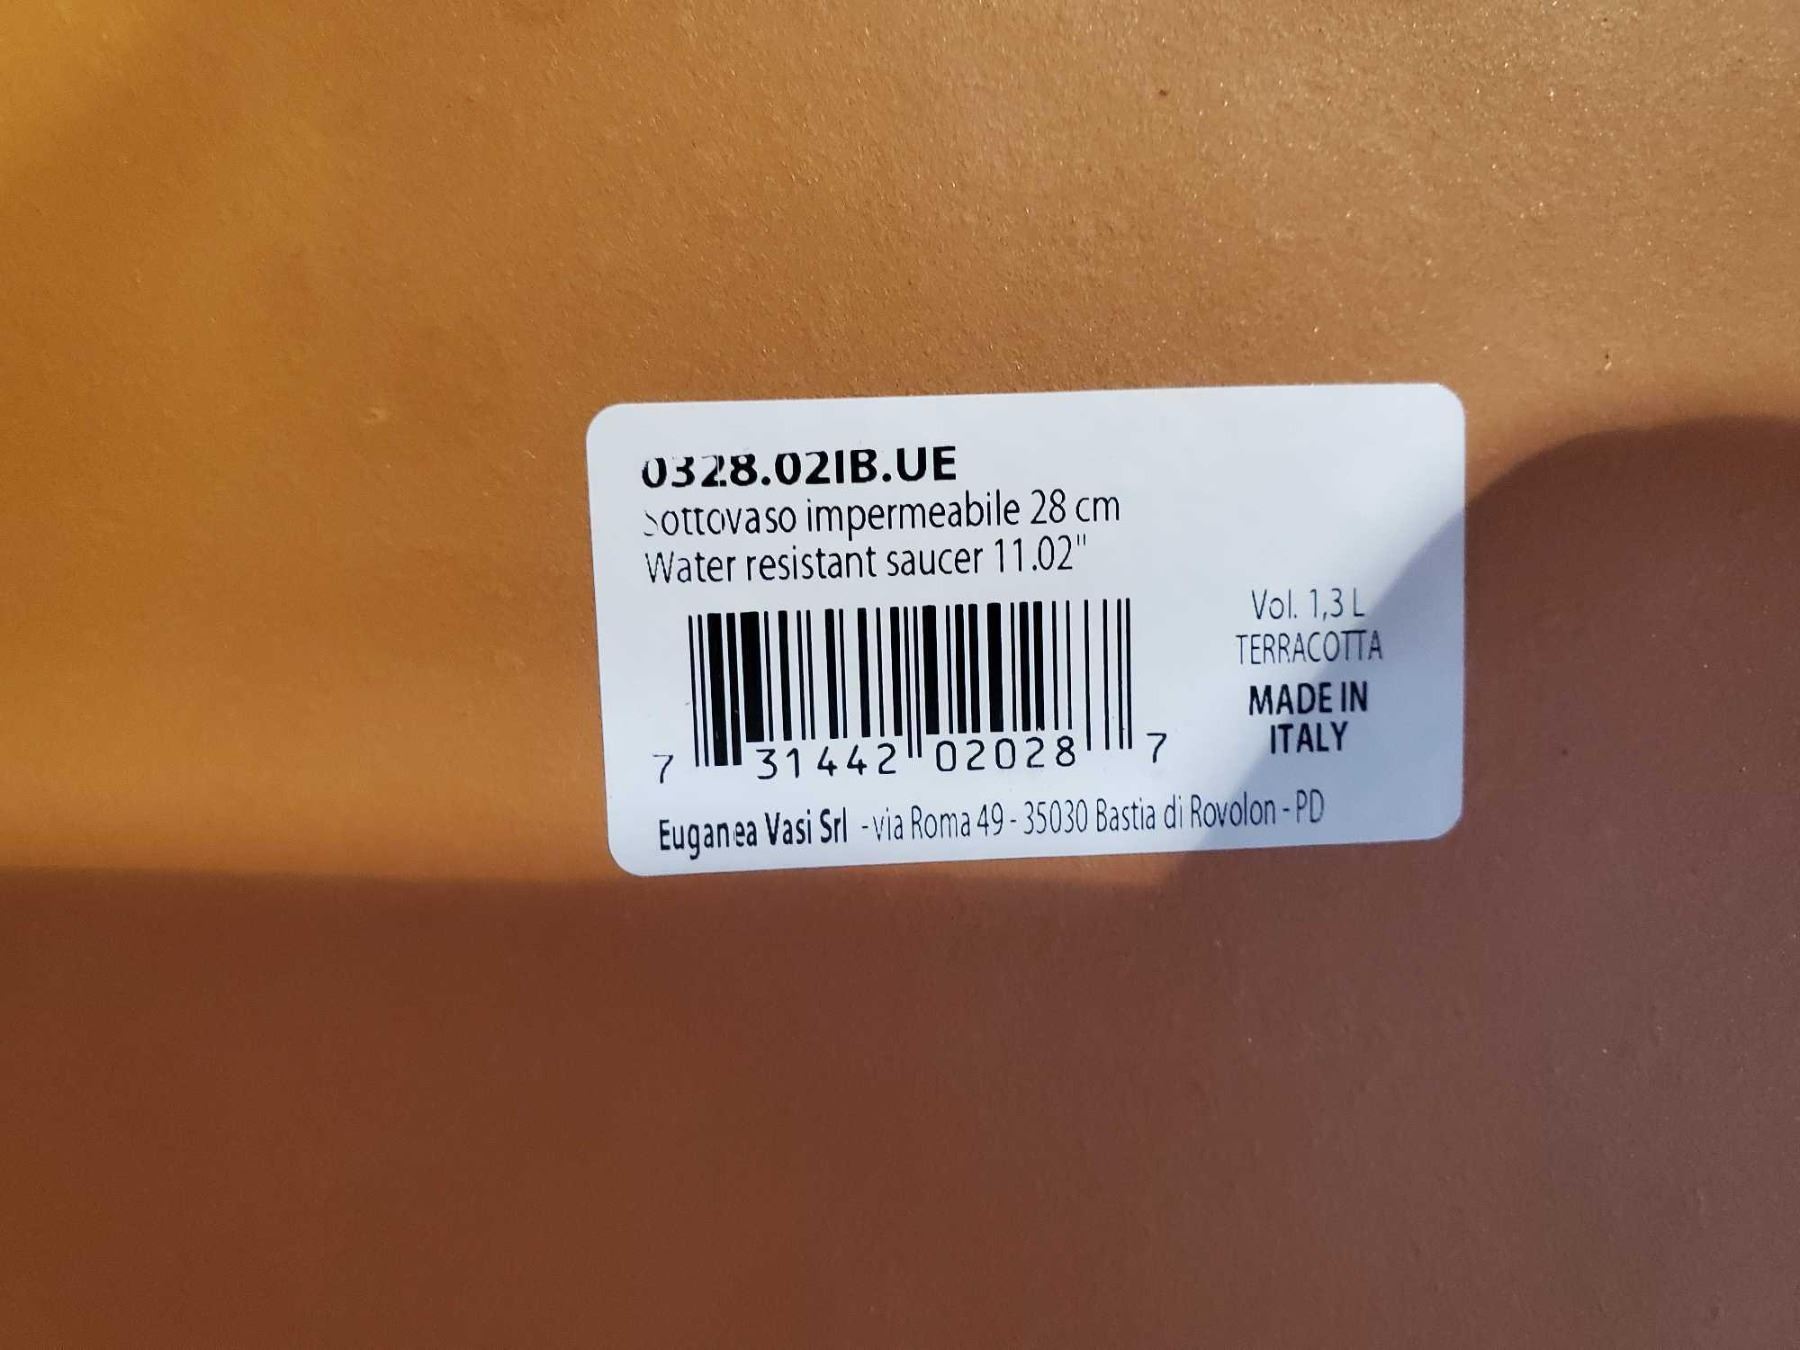 0328.02IB.UE
Sottovaso impermeabile 28 cm
Water resistant saucer 11.02"
Vol. 1,3 L
TERRACOTTA
MADE IN
ITALY
7 31442 02028 7
Euganea Vasi Srl - via Roma 49 - 35030 Bastia di Rovolon - PD